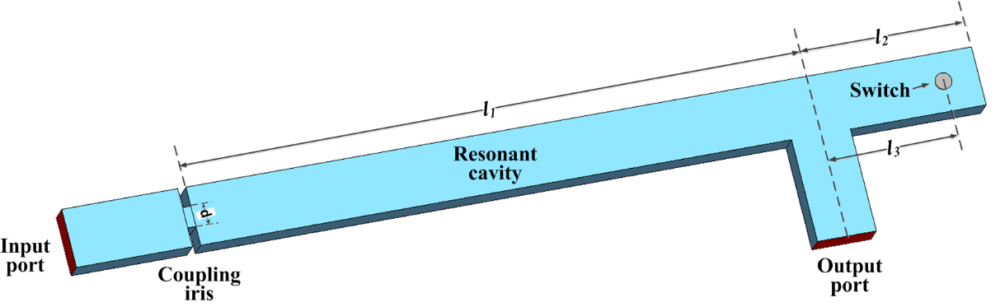 l2
Switch
l1
l3
Resonant
cavity
d
Input
port
Coupling
iris
Output
port